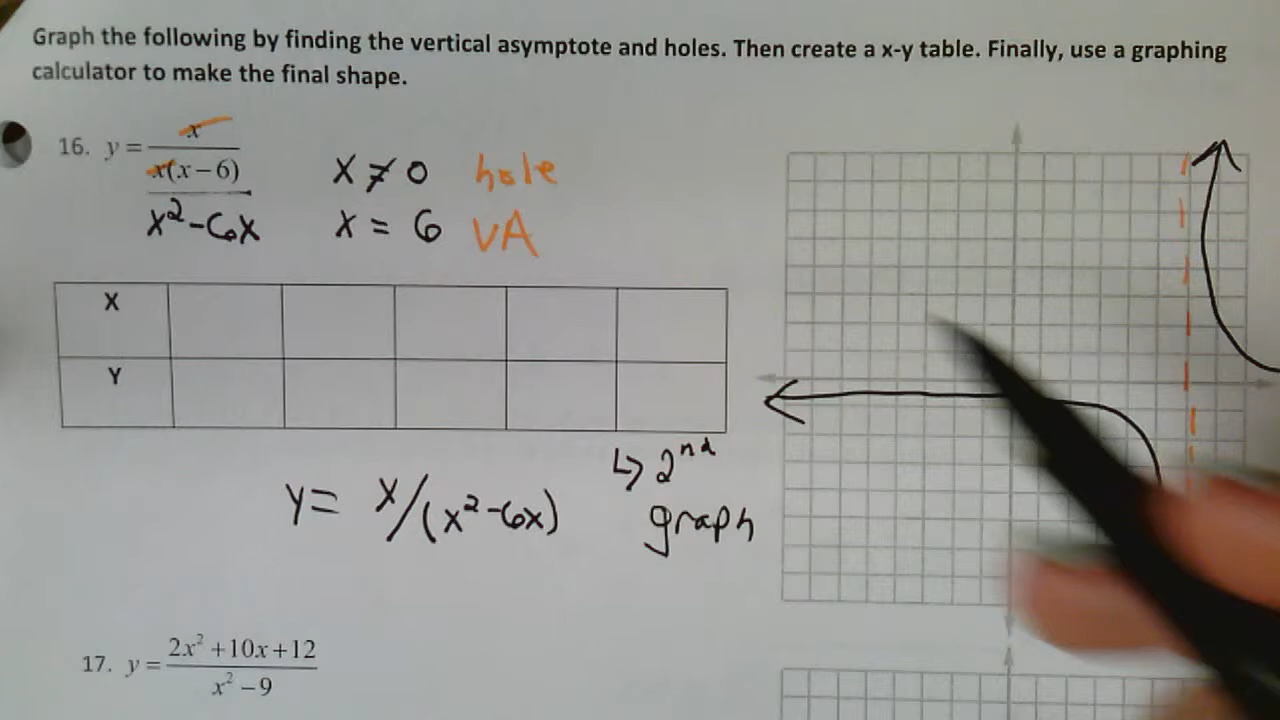 Graph the following by finding the vertical asymptote and holes. Then create a x-y table. Finally, use a graphing
calculator to make the final shape.
16. y = x / x(x−6)
x²-6x
x ≠ 0 hole
x = 6 VA
X
Y
↳ 2nd
graph
y = x/(x²-6x)
17. y = 2x²+10x+12 / x²−9